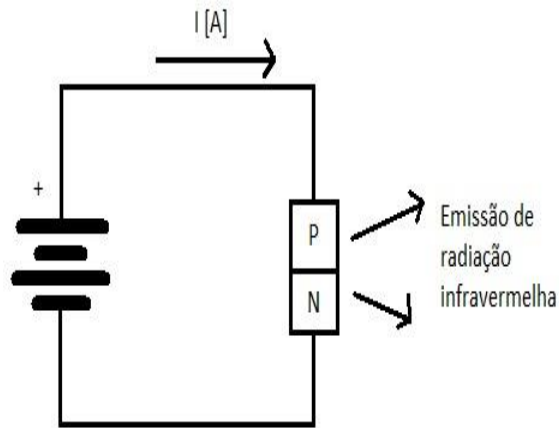 I [A]
+
P
N
Emissão de
radiação
infravermelha